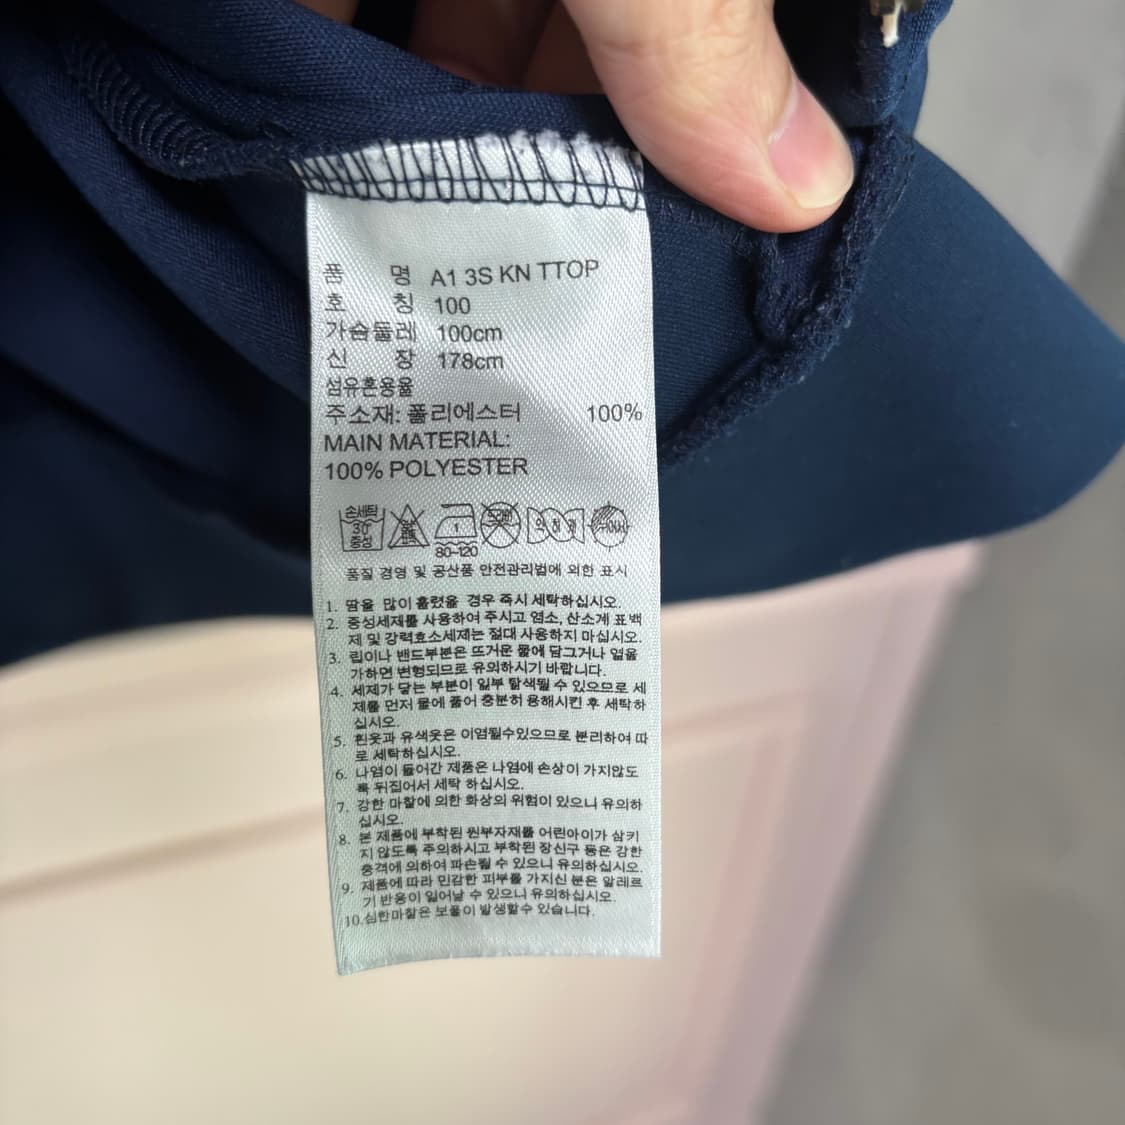 품 명 A1 3S KN TTOP
호 칭 100
가슴둘레 100cm
신 장 178cm
섬유혼용율
주소재: 폴리에스터 100%
MAIN MATERIAL:
100% POLYESTER
손세탁
30°
중성
1
80~120
품질 경영 및 공산품 안전관리법에 의한 표시
1. 땀을 많이 흘렸을 경우 즉시 세탁하십시오.
2. 중성세제를 사용하여 주시고 염소, 산소계 표백
제 및 강력효소세제는 절대 사용하지 마십시오.
3. 립이나 밴드부분은 뜨거운 물에 담그거나 열을
가하면 변형되므로 유의하시기 바랍니다.
4. 세제가 닿는 부분이 일부 탈색될 수 있으므로 세
제를 먼저 물에 풀어 충분히 용해시킨 후 세탁하
십시오.
5. 흰옷과 유색옷은 이염될수있으므로 분리하여 따
로 세탁하십시오.
6. 나염이 들어간 제품은 나염에 손상이 가지않도
록 뒤집어서 세탁 하십시오.
7. 강한 마찰에 의한 화상의 위험이 있으니 유의하
십시오.
8. 본 제품에 부착된 원부자재를 어린아이가 삼키
지 않도록 주의하시고 부착된 장신구 등은 강한
충격에 의하여 파손될 수 있으니 유의하십시오.
9. 제품에 따라 민감한 피부를 가지신 분은 알레르
기 반응이 일어날 수 있으니 유의하십시오.
10.심한마찰은 보풀이 발생할수 있습니다.